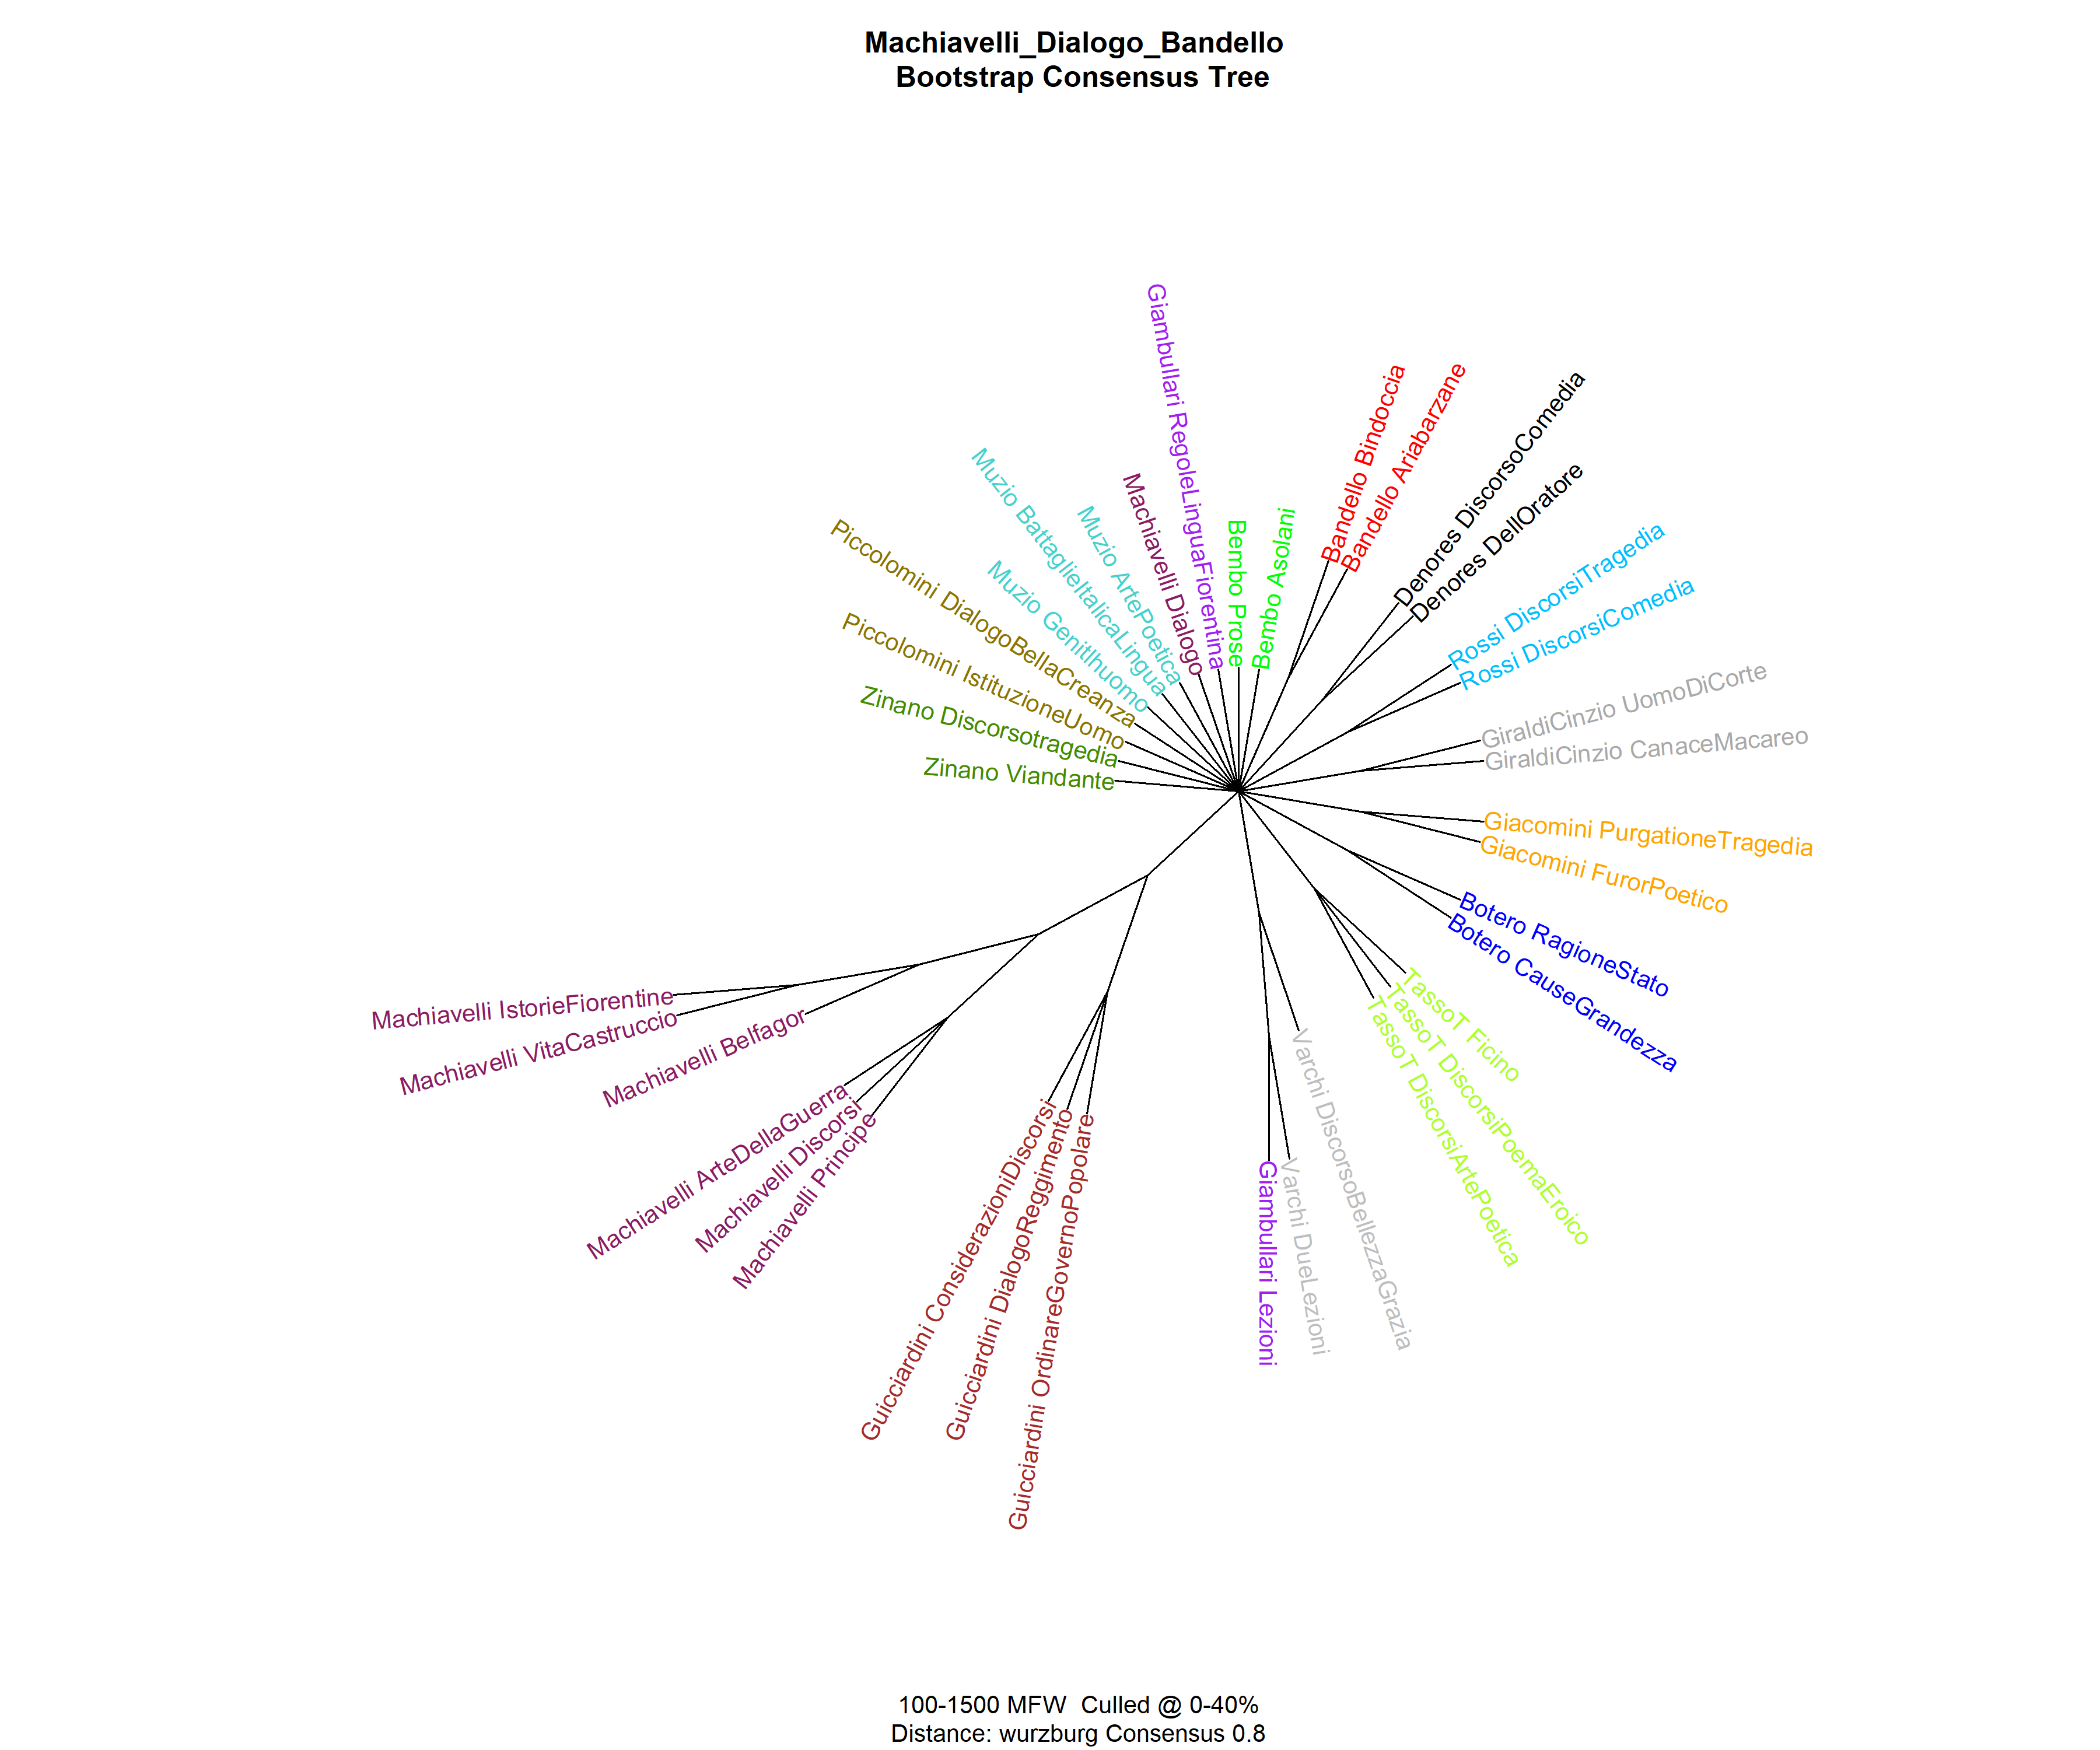 Machiavelli_Dialogo_Bandello
Bootstrap Consensus Tree
Giambullari RegoleLinguaFiorentina
Bembo Prose
Bembo Asolani
Bandello Bindoccia
Bandello Ariabarzane
Denores DiscorsoComedia
Denores DellOratore
Rossi DiscorsiTragedia
Rossi DiscorsiComedia
GiraldiCinzio UomoDiCorte
GiraldiCinzio CanaceMacareo
Giacomini PurgationeTragedia
Giacomini FurorPoetico
Botero RagioneStato
Botero CauseGrandezza
TassoT Ficino
TassoT DiscorsiPoemaEroico
TassoT DiscorsiArtePoetica
Varchi DiscorsoBellezzaGrazia
Varchi DueLezioni
Giambullari Lezioni
Guicciardini OrdinareGovernoPopolare
Guicciardini DialogoReggimento
Guicciardini ConsiderazioniDiscorsi
Machiavelli Principe
Machiavelli Discorsi
Machiavelli ArteDellaGuerra
Machiavelli Belfagor
Machiavelli VitaCastruccio
Machiavelli IstorieFiorentine
Zinano Viandante
Zinano Discorsotragedia
Piccolomini IstituzioneUomo
Piccolomini DialogoBellaCreanza
Muzio GenitIhuomo
Muzio BattaglieItalicaLingua
Muzio ArtePoetica
Machiavelli Dialogo
100-1500 MFW Culled @ 0-40%
Distance: wurzburg Consensus 0.8